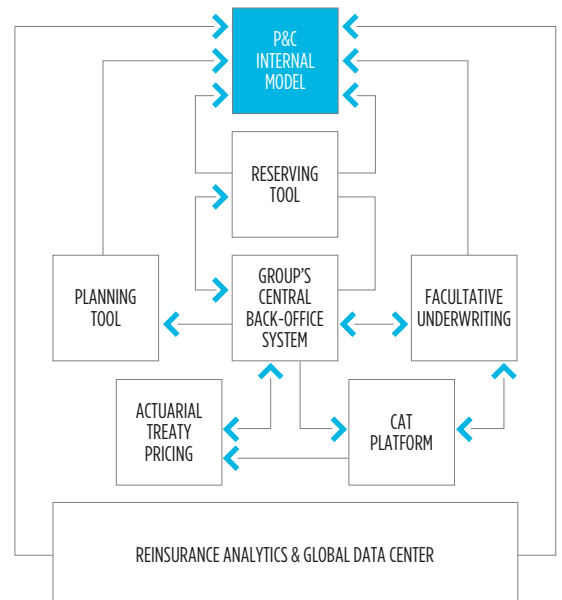 P&C
INTERNAL
MODEL
RESERVING
TOOL
PLANNING
TOOL
GROUP'S
CENTRAL
BACK-OFFICE
SYSTEM
FACULTATIVE
UNDERWRITING
ACTUARIAL
TREATY
PRICING
CAT
PLATFORM
REINSURANCE ANALYTICS & GLOBAL DATA CENTER